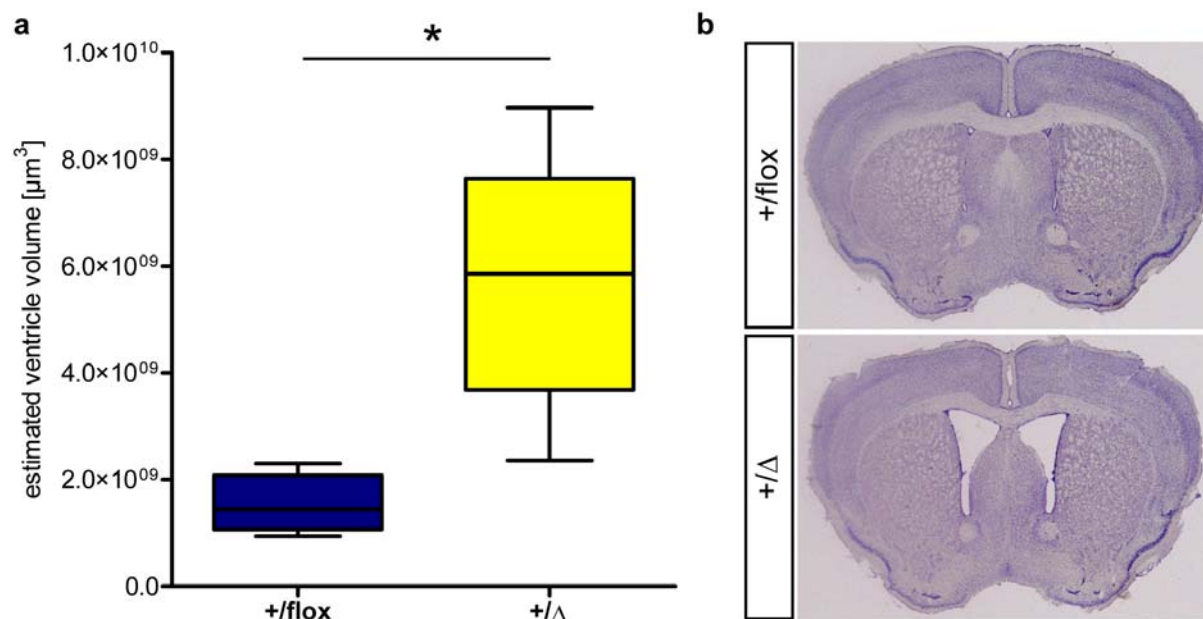 a
*
1.0×10¹⁰
8.0×10⁰⁹
6.0×10⁰⁹
4.0×10⁰⁹
2.0×10⁰⁹
0.0
estimated ventricle volume [µm³]
+/flox
+/Δ
b
+/flox
+/Δ